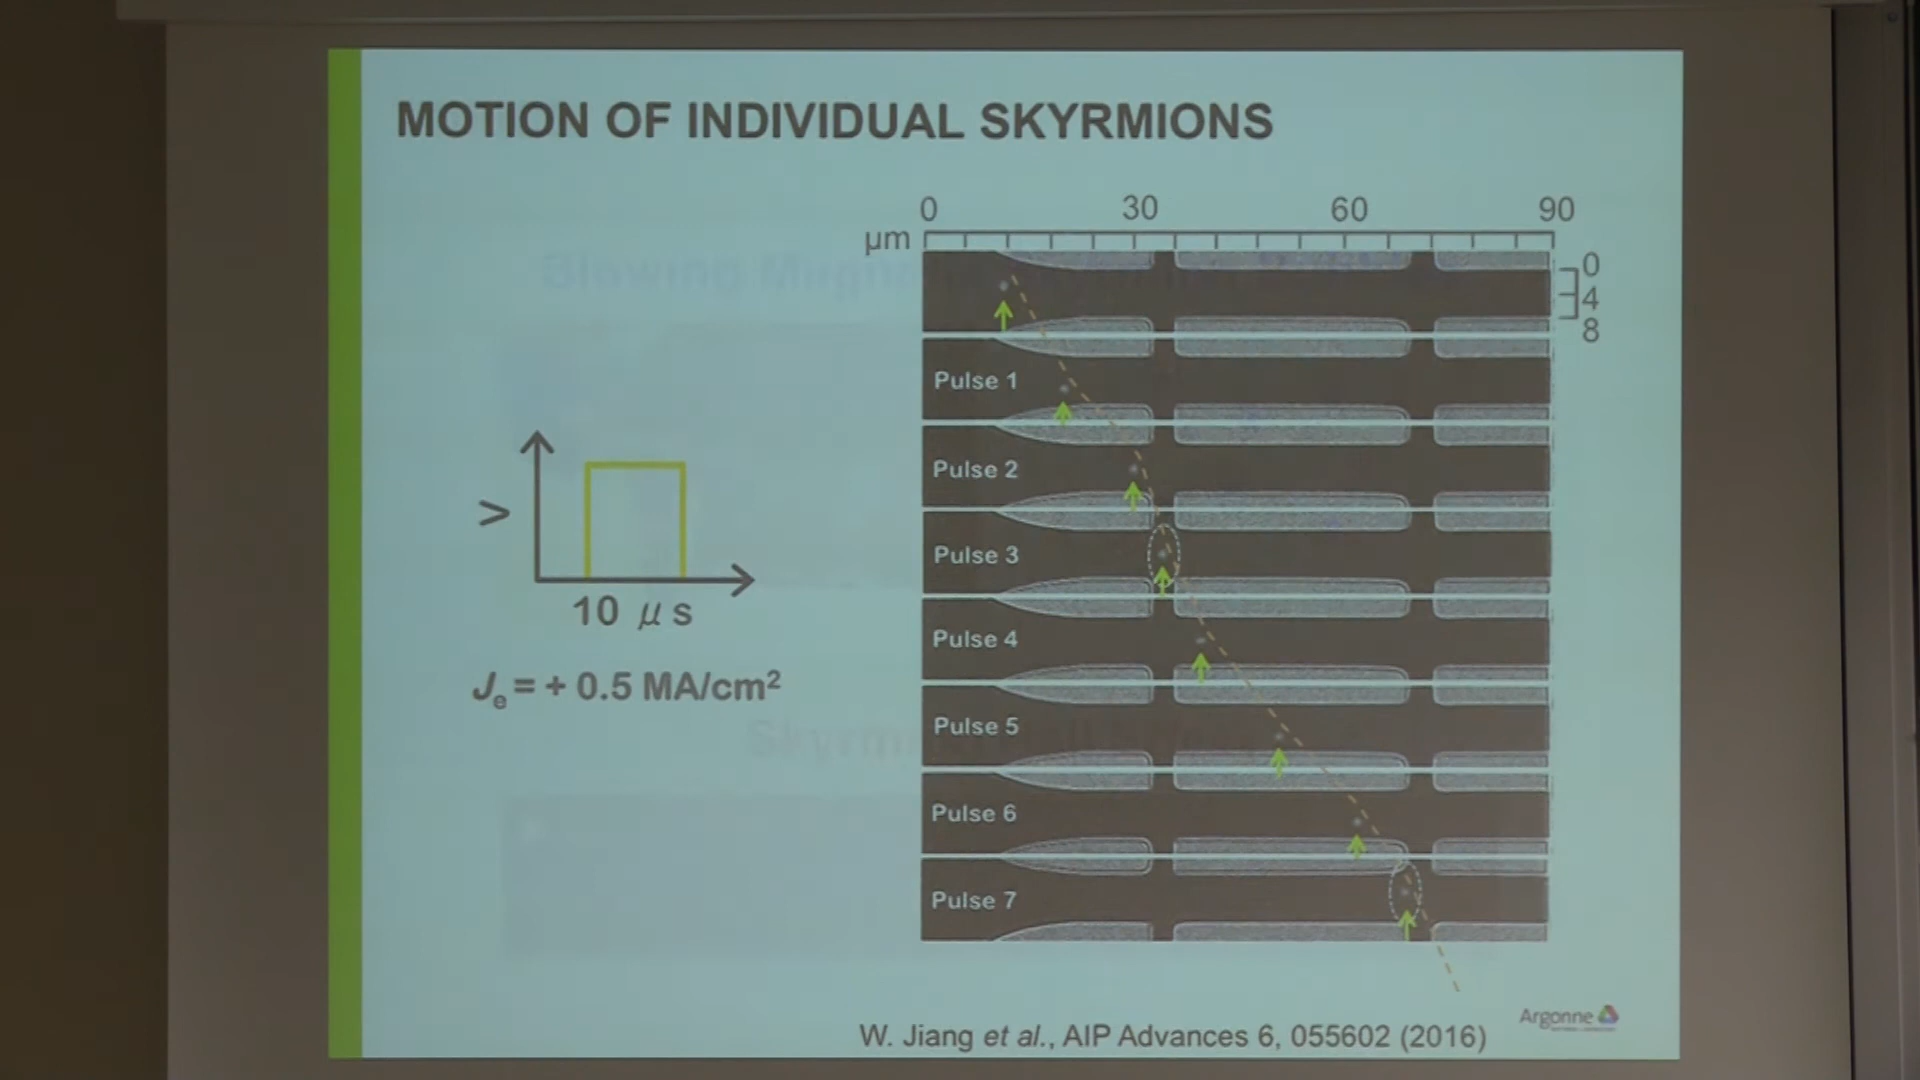 MOTION OF INDIVIDUAL SKYRMIONS
0 30 60 90
µm
0
4
8
Pulse 1
Pulse 2
Pulse 3
Pulse 4
Pulse 5
Pulse 6
Pulse 7
V
10 µ s
Je = + 0.5 MA/cm²
W. Jiang et al., AIP Advances 6, 055602 (2016)
Argonne